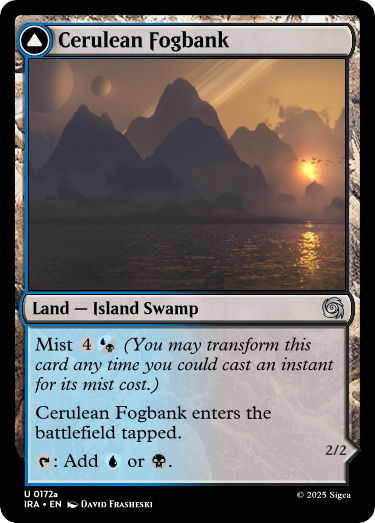 Cerulean Fogbank
Land — Island Swamp
Mist 4 (You may transform this
card any time you could cast an instant
for its mist cost.)
Cerulean Fogbank enters the
battlefield tapped.
: Add or .
2/2
U 0172a
IRA • EN DAVID FRASHESKI
© 2025 Sigea